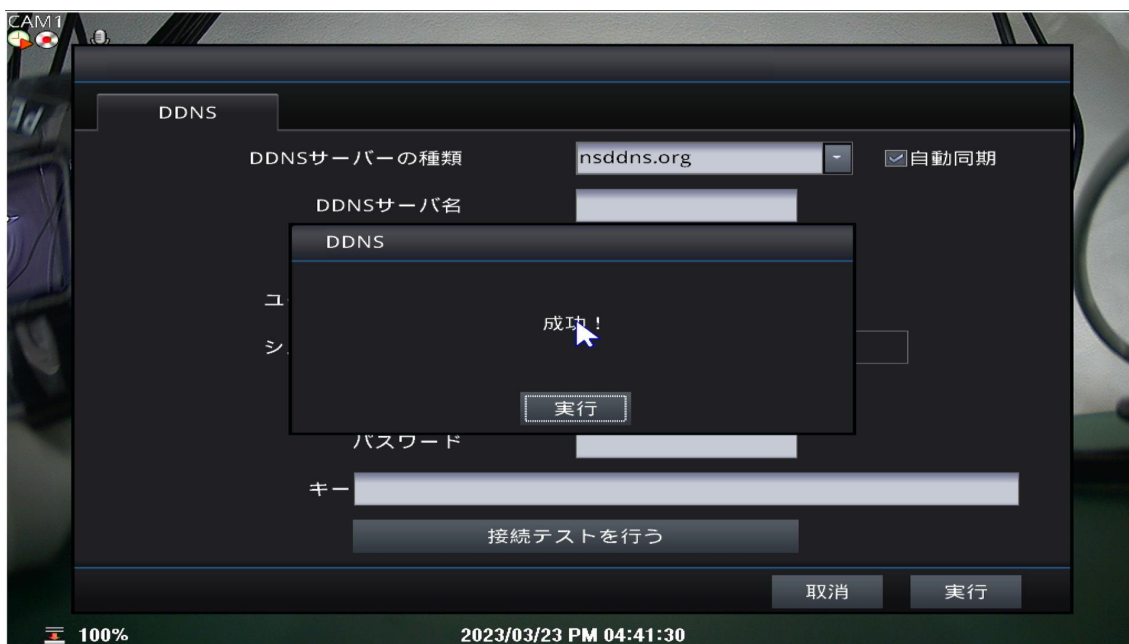 CAM1
DDNS
DDNSサーバーの種類 nsddns.org 自動同期
DDNSサーバ名
DDNS
ユ
成功！
シ
実行
パスワード
キー
接続テストを行う
取消 実行
100% 2023/03/23 PM 04:41:30